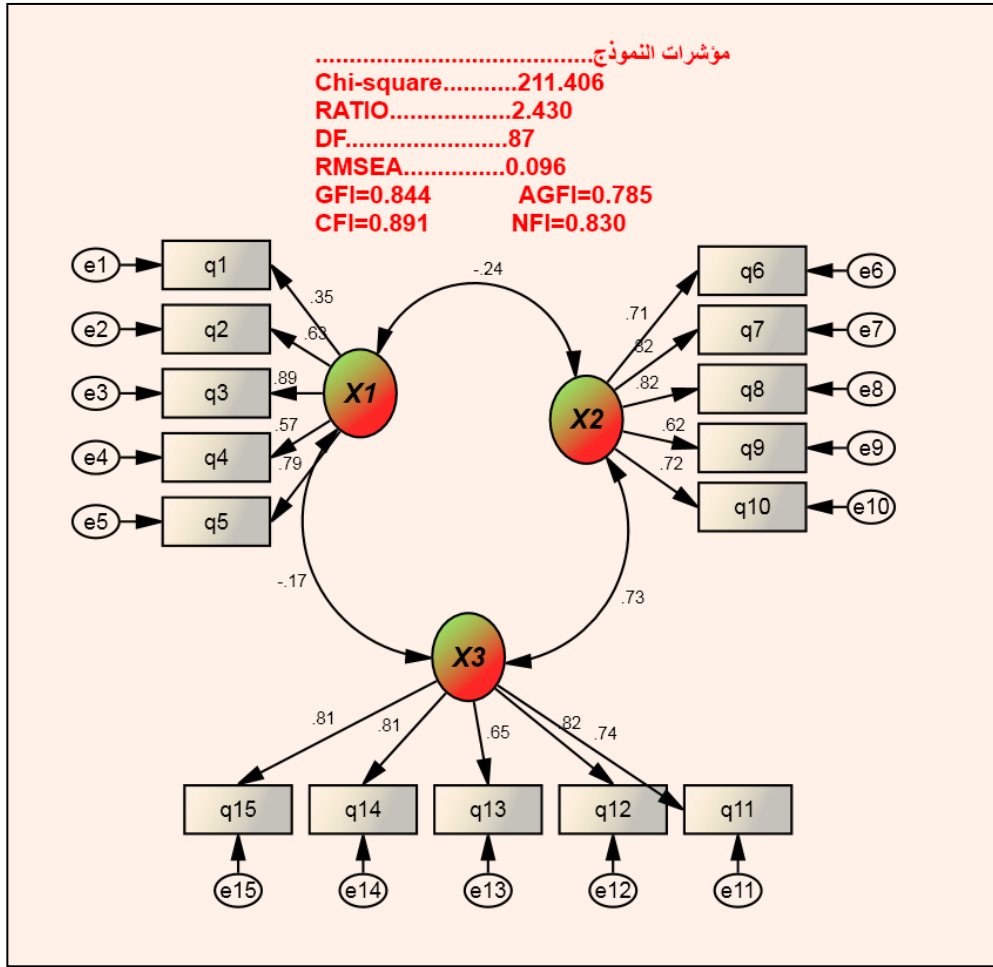 مؤشرات النموذج.......................................
Chi-square...........211.406
RATIO..................2.430
DF........................87
RMSEA...............0.096
GFI=0.844 AGFI=0.785
CFI=0.891 NFI=0.830
e1 q1 .35
e2 q2 .63
e3 q3 .89
e4 q4 .57
e5 q5 .79
X1
-.24
X2
.71 q6 e6
.82 q7 e7
.82 q8 e8
.62 q9 e9
.72 q10 e10
-.17
.73
X3
.81 .81 .65 .82 .74
q15 q14 q13 q12 q11
e15 e14 e13 e12 e11